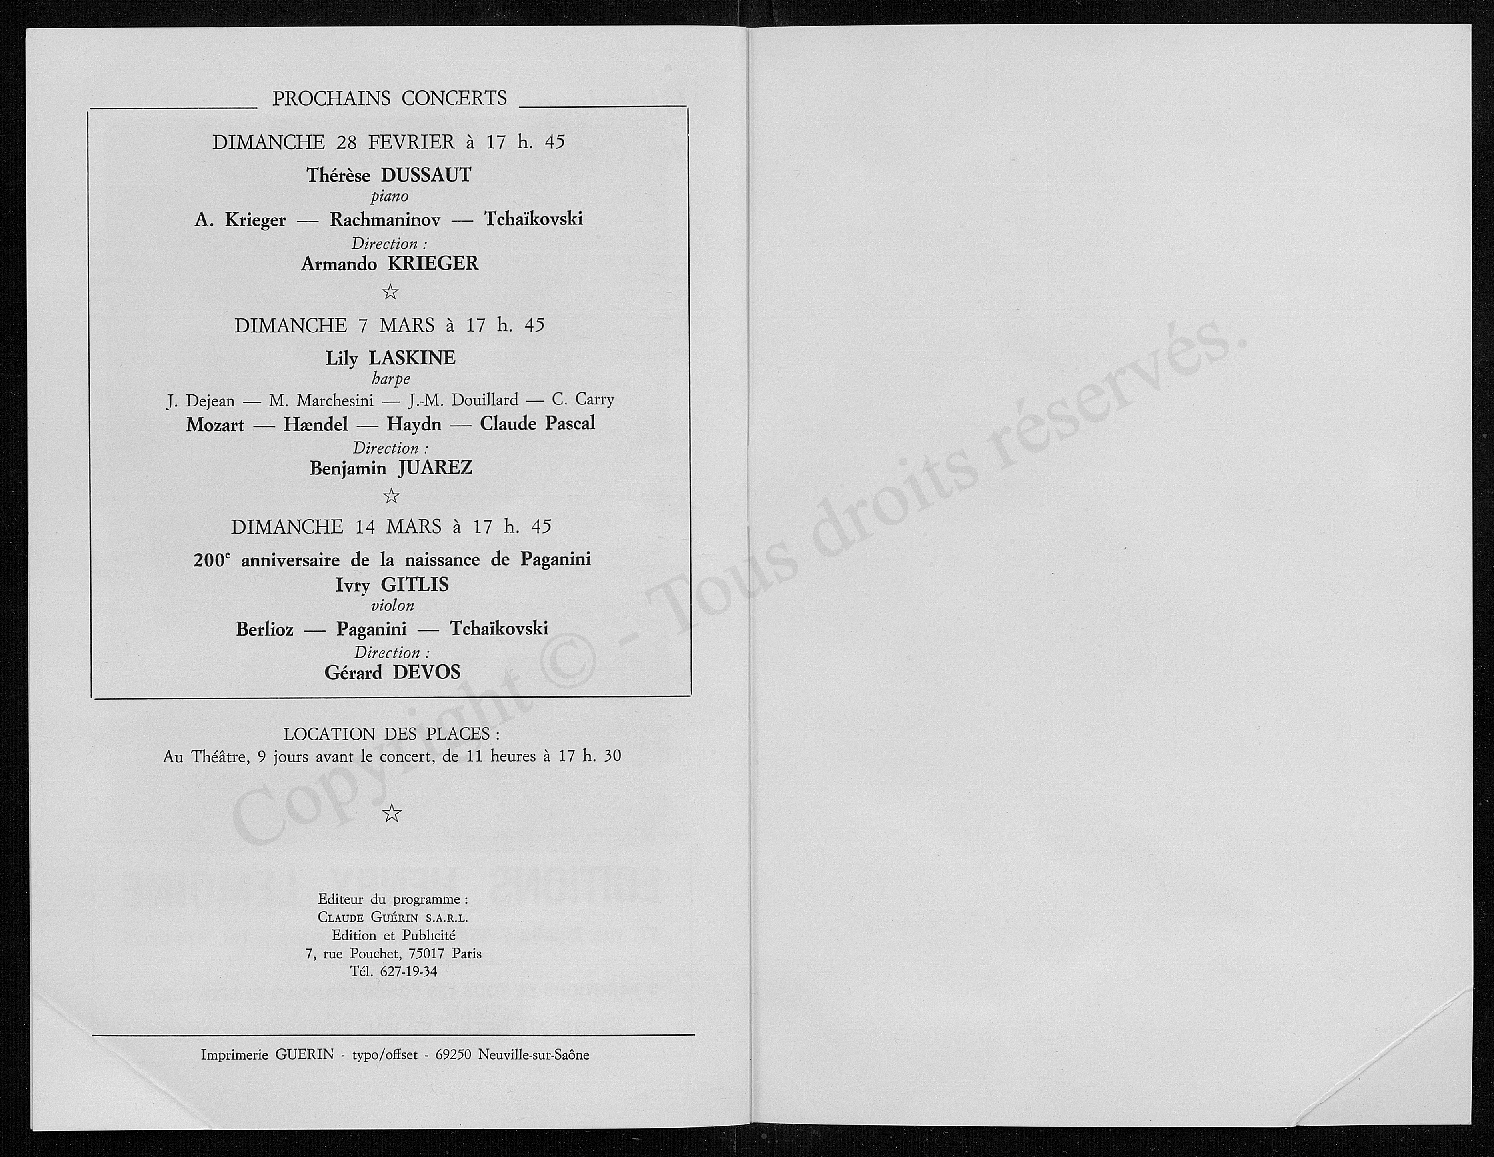 PROCHAINS CONCERTS
DIMANCHE 28 FEVRIER à 17 h. 45
Thérèse DUSSAUT
piano
A. Krieger — Rachmaninov — Tchaïkovski
Direction :
Armando KRIEGER
☆
DIMANCHE 7 MARS à 17 h. 45
Lily LASKINE
harpe
J. Dejean — M. Marchesini — J.-M. Douillard — C. Carry
Mozart — Hændel — Haydn — Claude Pascal
Direction :
Benjamin JUAREZ
☆
DIMANCHE 14 MARS à 17 h. 45
200e anniversaire de la naissance de Paganini
Ivry GITLIS
violon
Berlioz — Paganini — Tchaïkovski
Direction :
Gérard DEVOS
LOCATION DES PLACES :
Au Théâtre, 9 jours avant le concert, de 11 heures à 17 h. 30
☆
Editeur du programme :
CLAUDE GUÉRIN S.A.R.L.
Edition et Publicité
7, rue Pouchet, 75017 Paris
Tél. 627-19-34
Imprimerie GUERIN - typo/offset - 69250 Neuville-sur-Saône
Copyright © - Tous droits réservés.